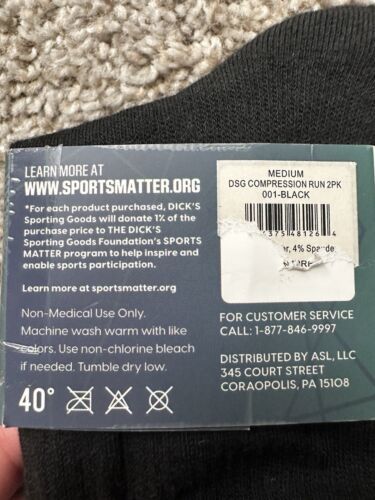 LEARN MORE AT
WWW.SPORTSMATTER.ORG
*For each product purchased, DICK'S
Sporting Goods will donate 1% of the
purchase price to THE DICK'S
Sporting Goods Foundation's SPORTS
MATTER program to help inspire and
enable sports participation.
Learn more at sportsmatter.org
Non-Medical Use Only.
Machine wash warm with like
colors. Use non-chlorine bleach
if needed. Tumble dry low.
40°
MEDIUM
DSG COMPRESSION RUN 2PK
001-BLACK
375 48126 4
4% Spande
FOR CUSTOMER SERVICE
CALL: 1-877-846-9997
DISTRIBUTED BY ASL, LLC
345 COURT STREET
CORAOPOLIS, PA 15108